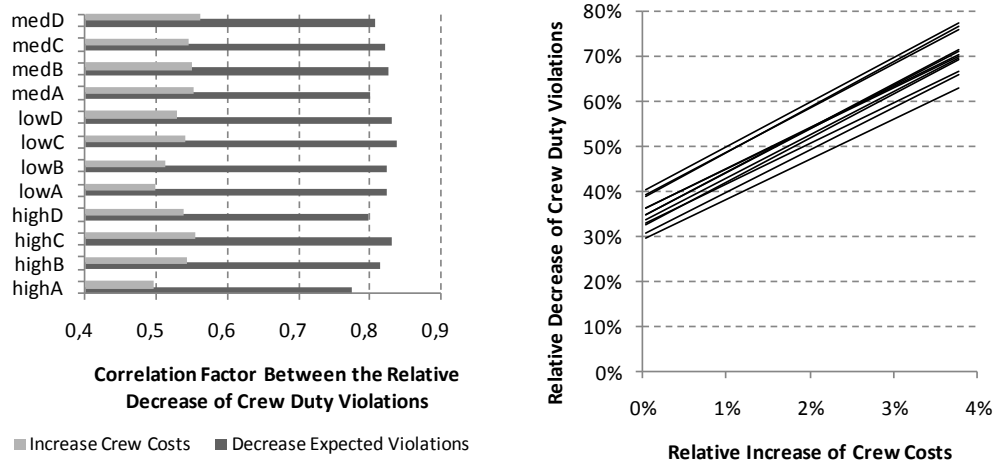 medD
medC
medB
medA
lowD
lowC
lowB
lowA
highD
highC
highB
highA
0,4 0,5 0,6 0,7 0,8 0,9
Correlation Factor Between the Relative
Decrease of Crew Duty Violations
Increase Crew Costs Decrease Expected Violations
Relative Decrease of Crew Duty Violations
80%
70%
60%
50%
40%
30%
20%
10%
0%
0% 1% 2% 3% 4%
Relative Increase of Crew Costs